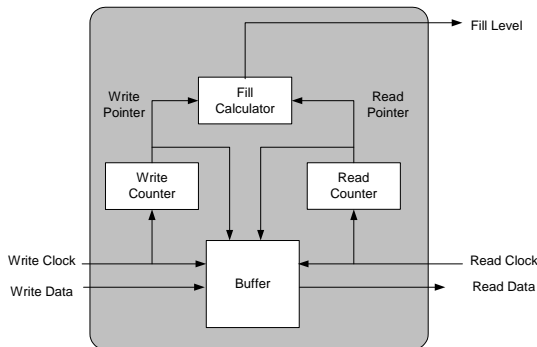 Fill Level
Write
Pointer
Fill
Calculator
Read
Pointer
Write
Counter
Read
Counter
Write Clock
Read Clock
Write Data
Buffer
Read Data